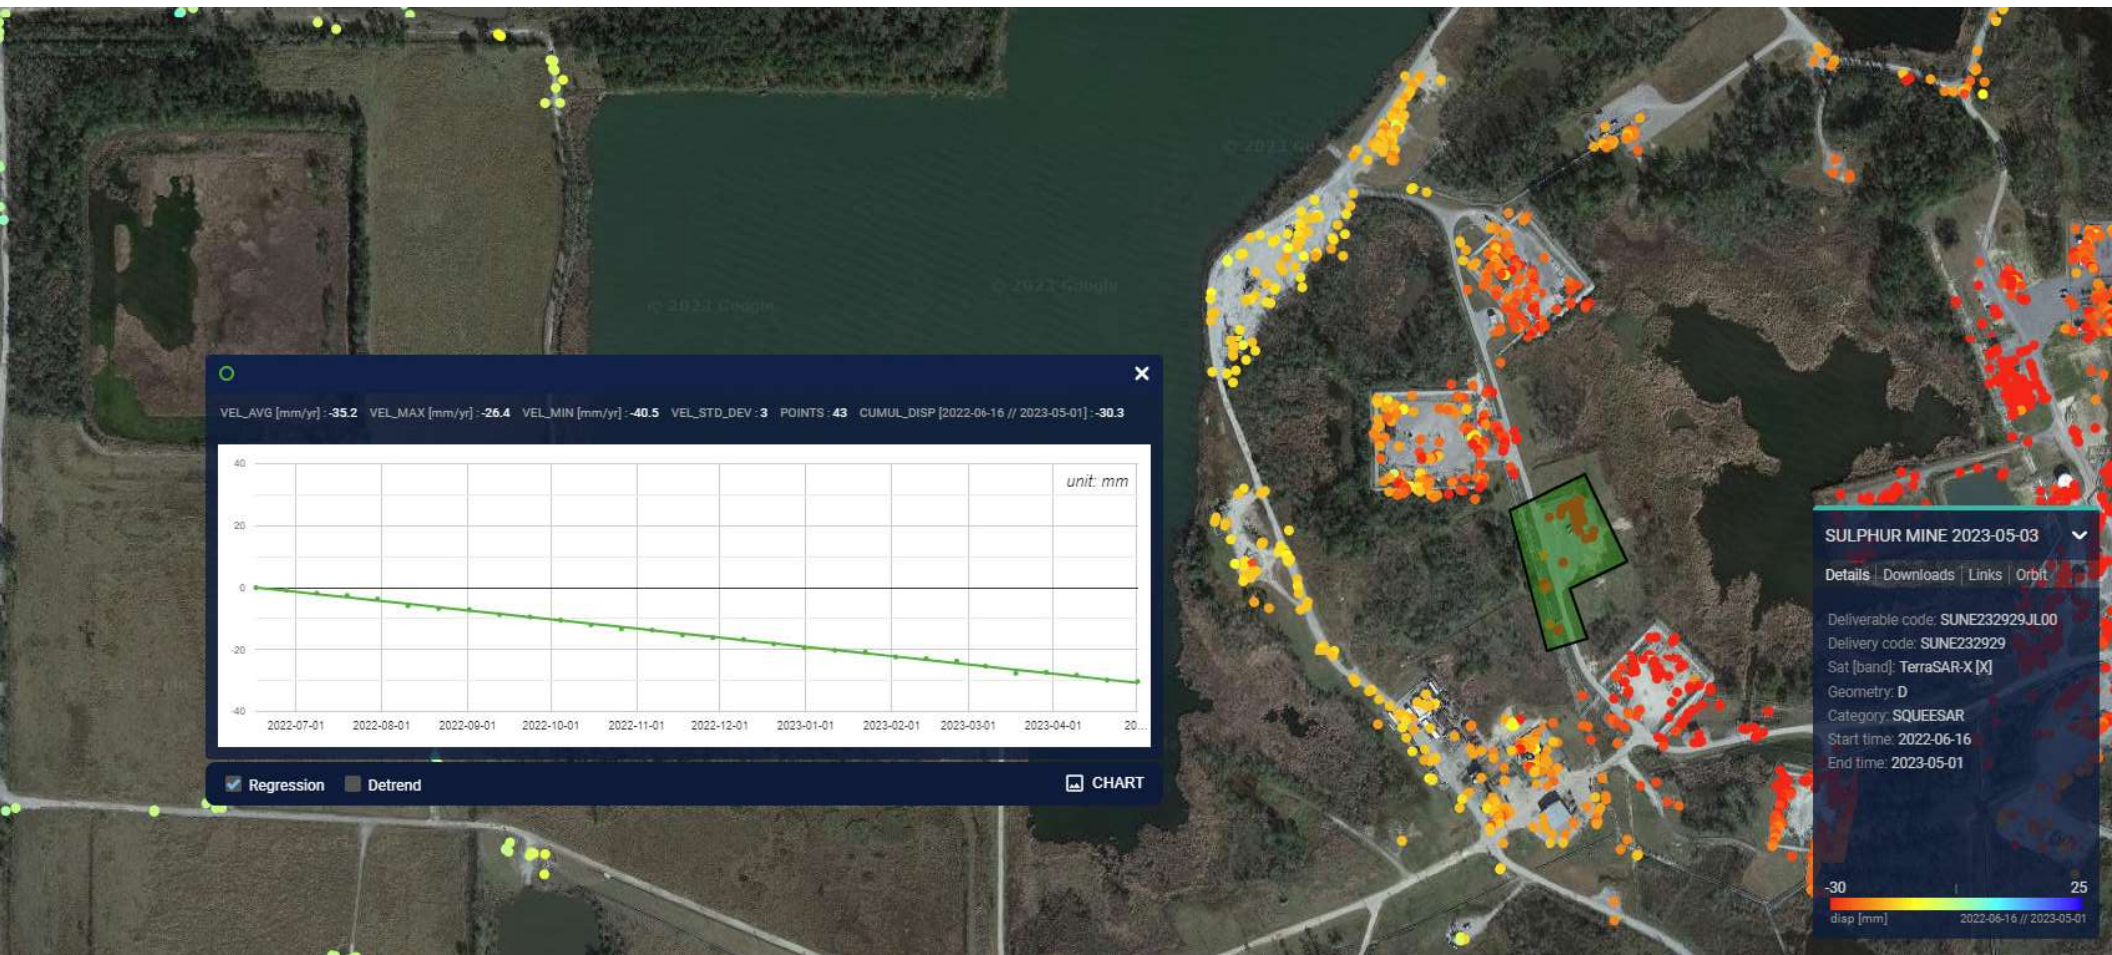 © 2023 Google
© 2023 Google
VEL_AVG [mm/yr] : -35.2 VEL_MAX [mm/yr] : -26.4 VEL_MIN [mm/yr] : -40.5 VEL_STD_DEV : 3 POINTS : 43 CUMUL_DISP [2022-06-16 // 2023-05-01] : -30.3
unit: mm
40
20
0
-20
-40
2022-07-01 2022-08-01 2022-09-01 2022-10-01 2022-11-01 2022-12-01 2023-01-01 2023-02-01 2023-03-01 2023-04-01 20...
Regression Detrend CHART
SULPHUR MINE 2023-05-03
Details | Downloads | Links | Orbit
Deliverable code: SUNE232929JL00
Delivery code: SUNE232929
Sat [band]: TerraSAR-X [X]
Geometry: D
Category: SQUEESAR
Start time: 2022-06-16
End time: 2023-05-01
-30 25
disp [mm] 2022-06-16 // 2023-05-01